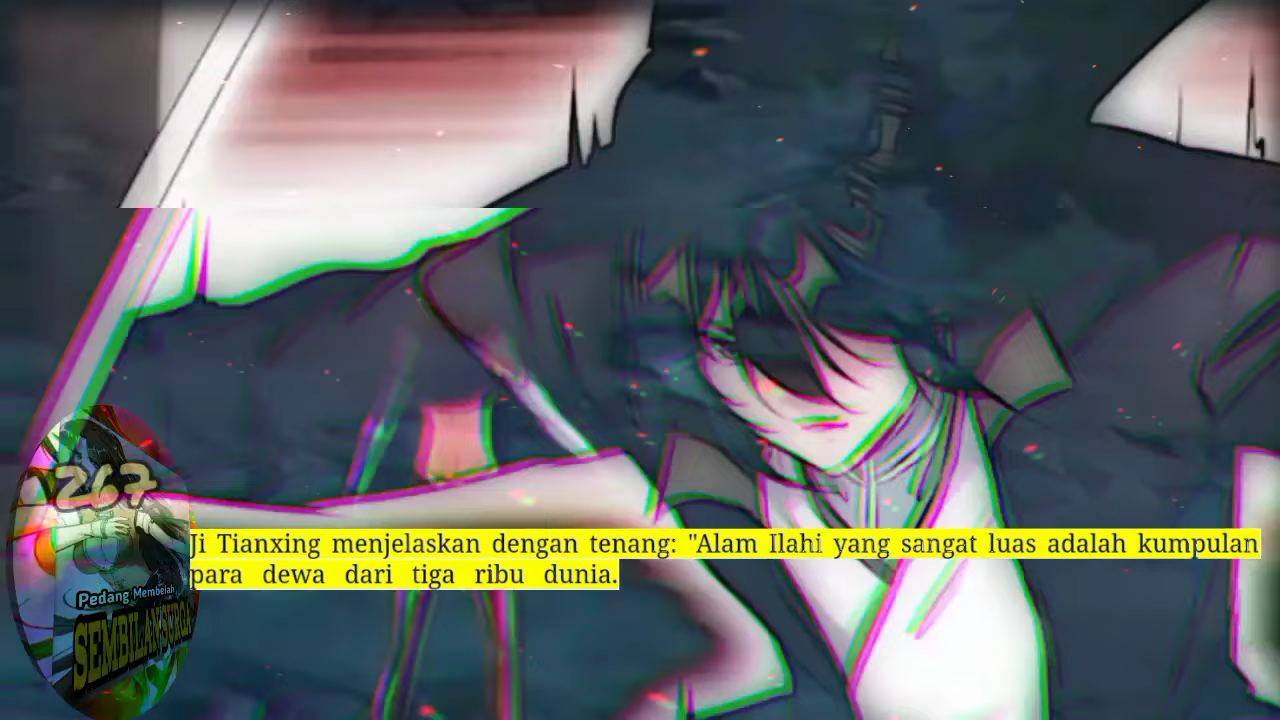 267
Ji Tianxing menjelaskan dengan tenang: "Alam Ilahi yang sangat luas adalah kumpulan
para dewa dari tiga ribu dunia.
Pedang Membelah
SEMBILAN SURGA